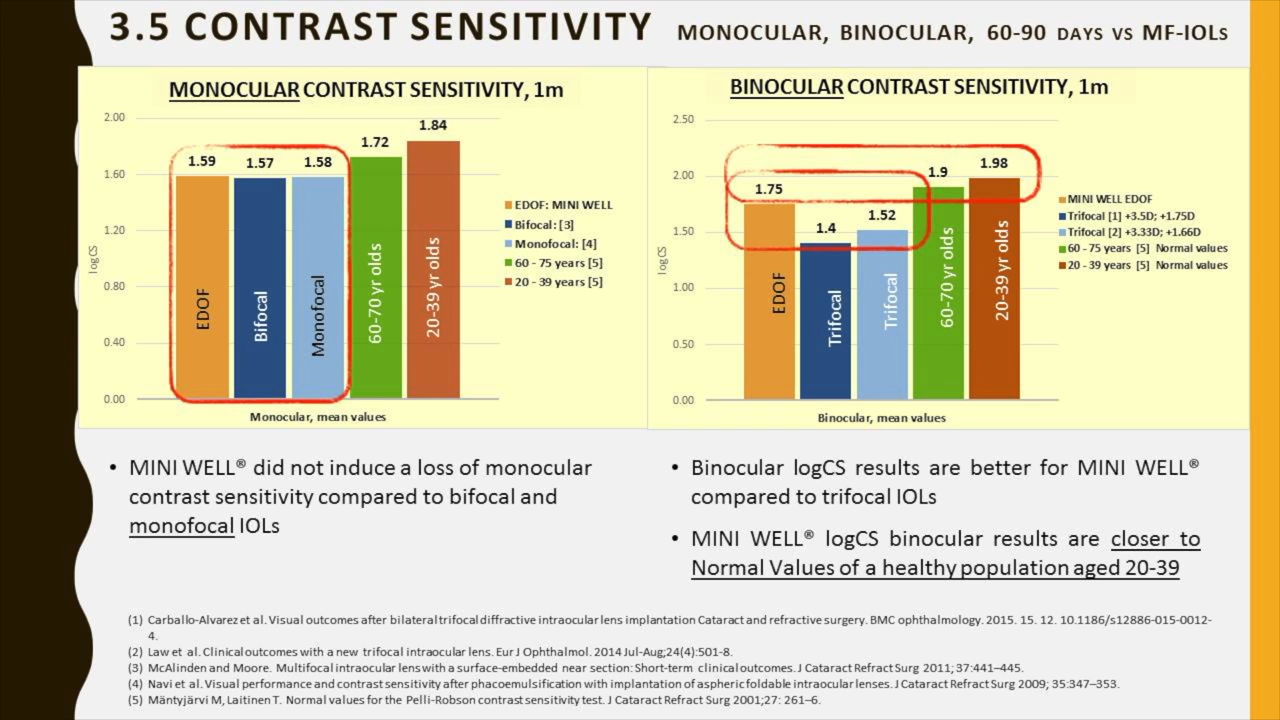 3.5 CONTRAST SENSITIVITY MONOCULAR, BINOCULAR, 60-90 DAYS VS MF-IOLs
MONOCULAR CONTRAST SENSITIVITY, 1m
2.00
1.60
1.20
0.80
0.40
0.00
logCS
1.59
1.57
1.58
1.72
1.84
EDOF
Bifocal
Monofocal
60-70 yr olds
20-39 yr olds
EDOF: MINI WELL
Bifocal: [3]
Monofocal: [4]
60 - 75 years [5]
20 - 39 years [5]
Monocular, mean values
BINOCULAR CONTRAST SENSITIVITY, 1m
2.50
2.00
1.50
1.00
0.50
0.00
logCS
1.75
1.4
1.52
1.9
1.98
EDOF
Trifocal
Trifocal
60-70 yr olds
20-39 yr olds
MINI WELL EDOF
Trifocal [1] +3.5D; +1.75D
Trifocal [2] +3.33D; +1.66D
60 - 75 years [5] Normal values
20 - 39 years [5] Normal values
Binocular, mean values
• MINI WELL® did not induce a loss of monocular
contrast sensitivity compared to bifocal and
monofocal IOLs
• Binocular logCS results are better for MINI WELL®
compared to trifocal IOLs
• MINI WELL® logCS binocular results are closer to
Normal Values of a healthy population aged 20-39
(1) Carballo-Alvarez et al. Visual outcomes after bilateral trifocal diffractive intraocular lens implantation Cataract and refractive surgery. BMC ophthalmology. 2015. 15. 12. 10.1186/s12886-015-0012-
4.
(2) Law et al. Clinical outcomes with a new trifocal intraocular lens. Eur J Ophthalmol. 2014 Jul-Aug;24(4):501-8.
(3) McAlinden and Moore. Multifocal intraocular lens with a surface-embedded near section: Short-term clinical outcomes. J Cataract Refract Surg 2011; 37:441–445.
(4) Navi et al. Visual performance and contrast sensitivity after phacoemulsification with implantation of aspheric foldable intraocular lenses. J Cataract Refract Surg 2009; 35:347–353.
(5) Mäntyjärvi M, Laitinen T. Normal values for the Pelli-Robson contrast sensitivity test. J Cataract Refract Surg 2001;27: 261–6.